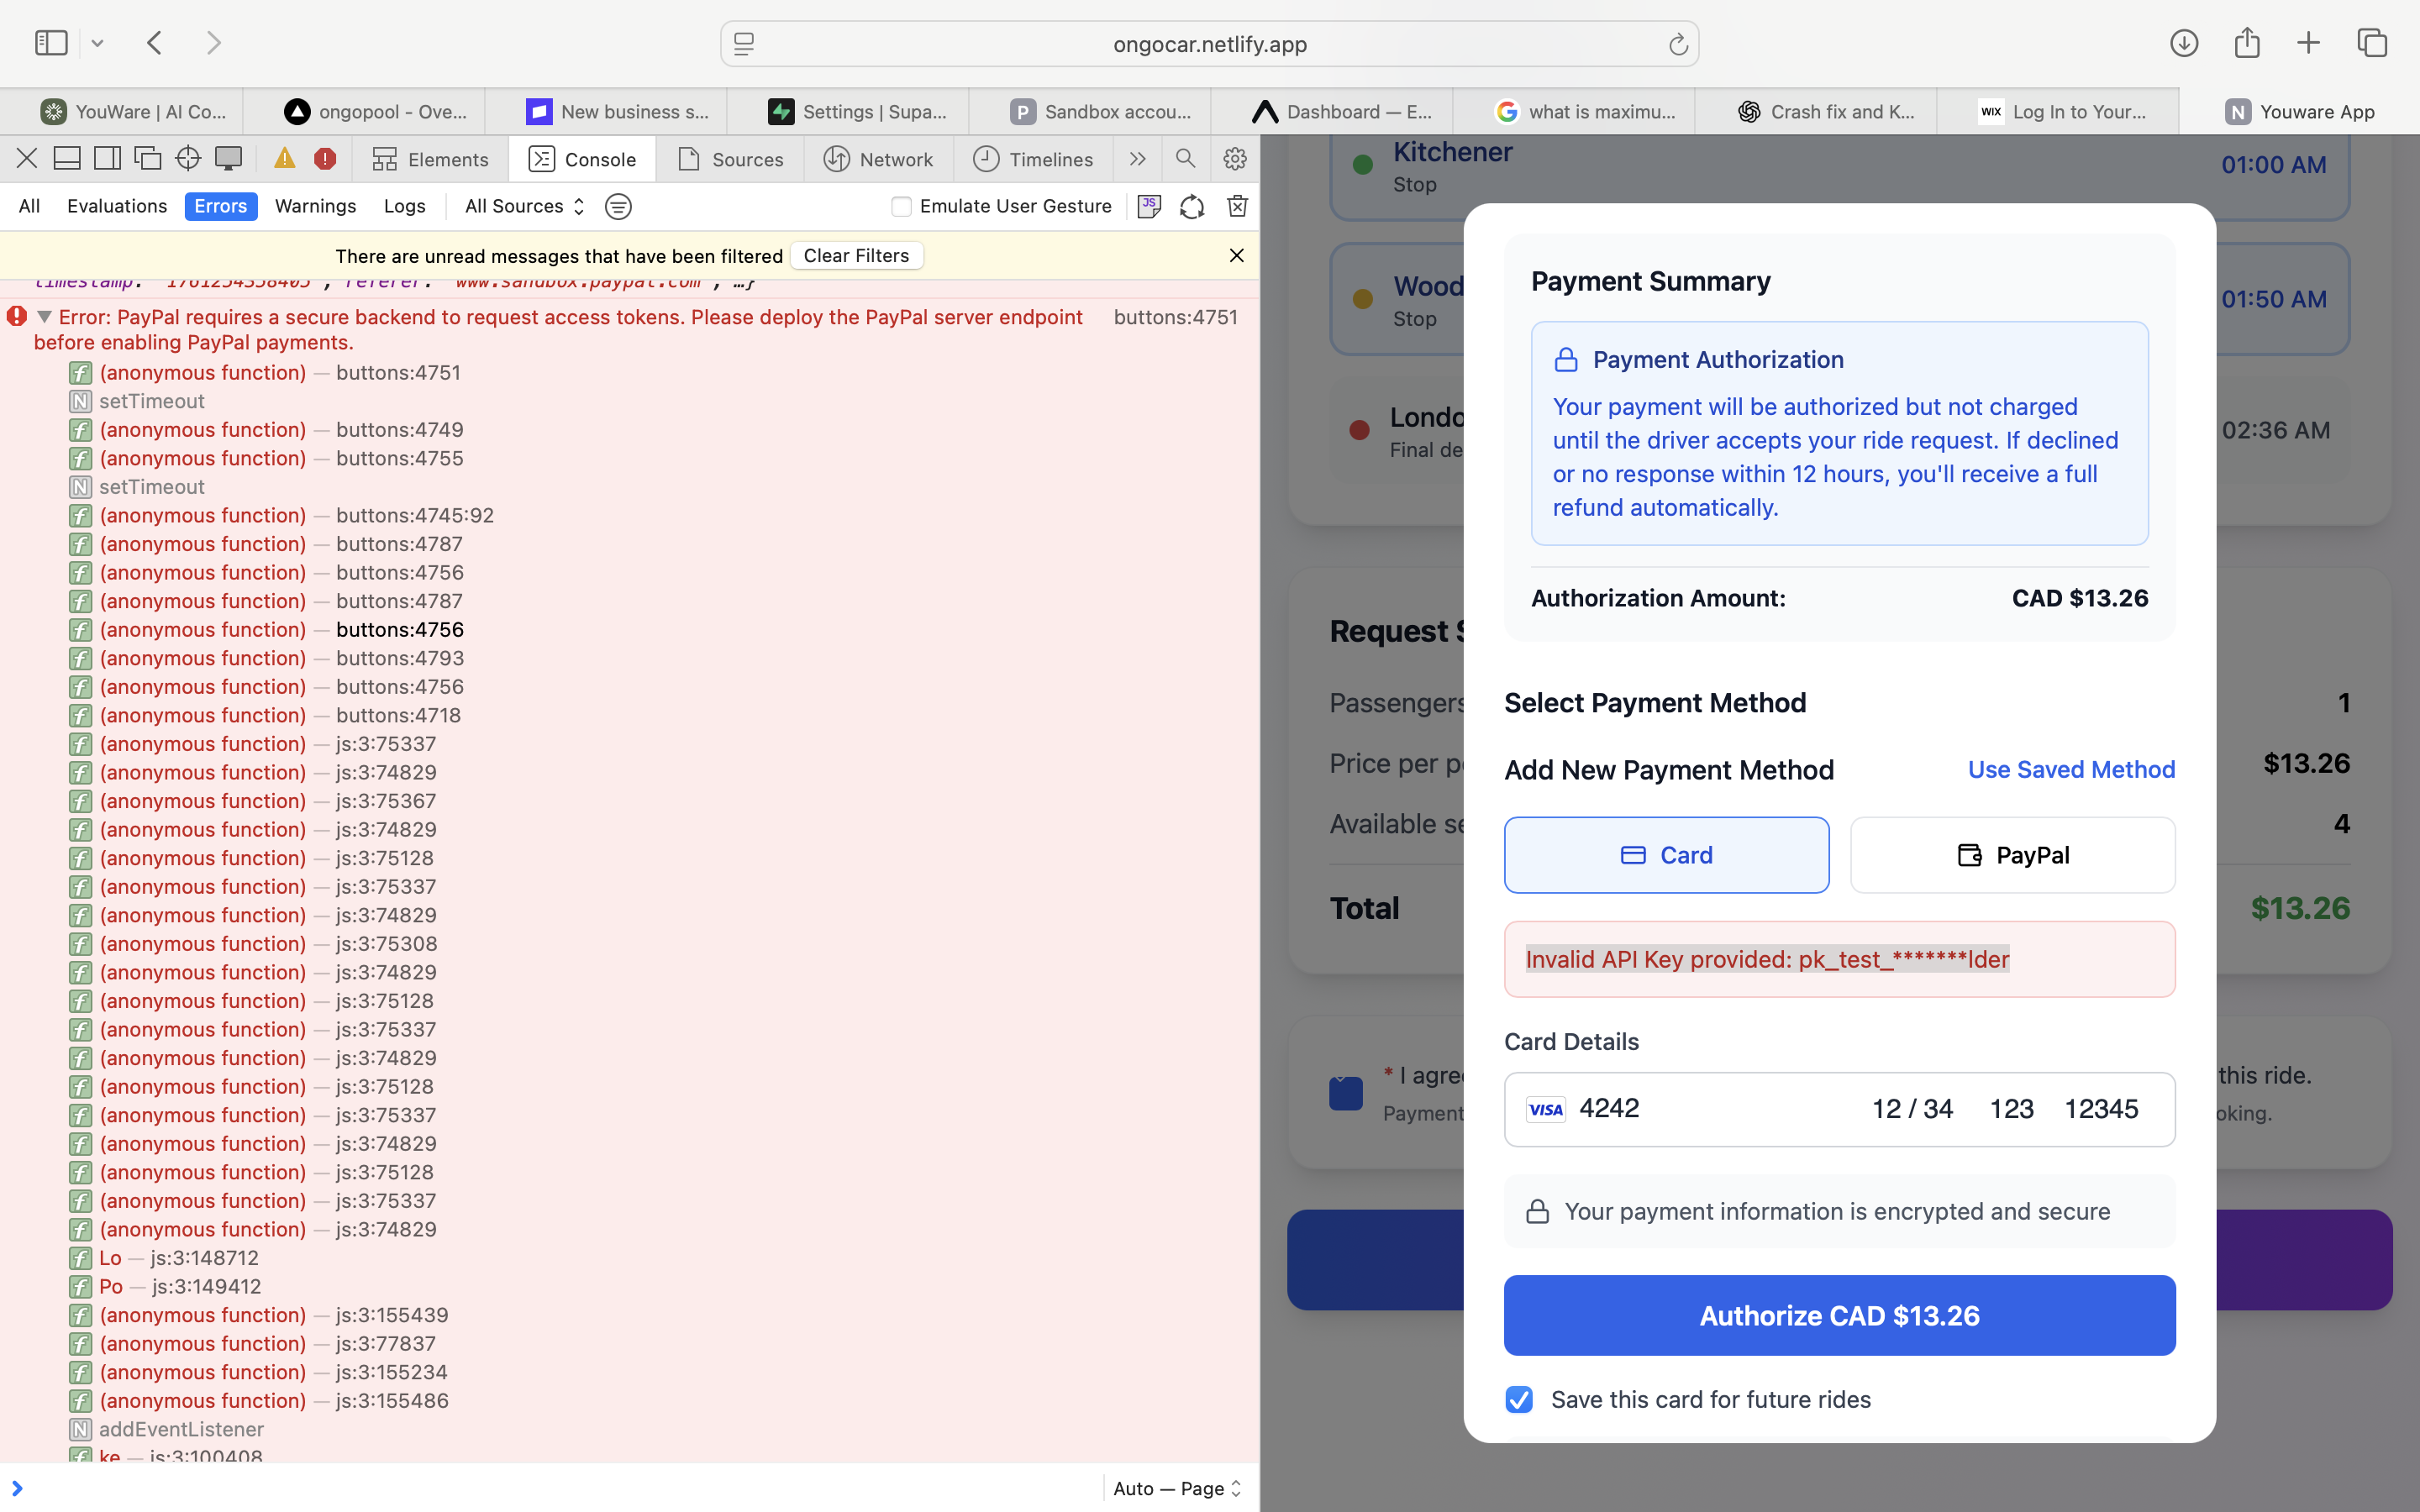 ongocar.netlify.app
YouWare | AI Co...
ongopool - Ove...
New business s...
Settings | Supa...
P
Sandbox accou...
Dashboard — E...
what is maximu...
Crash fix and K...
WIX
Log In to Your...
N
Youware App
Elements
Console
Sources
Network
Timelines
All
Evaluations
Errors
Warnings
Logs
All Sources
Emulate User Gesture
JS
There are unread messages that have been filtered
Clear Filters
timestamp: "1761254358405", referer: "www.sandbox.paypal.com", …}
Error: PayPal requires a secure backend to request access tokens. Please deploy the PayPal server endpoint
before enabling PayPal payments.
buttons:4751
f (anonymous function) — buttons:4751
N setTimeout
f (anonymous function) — buttons:4749
f (anonymous function) — buttons:4755
N setTimeout
f (anonymous function) — buttons:4745:92
f (anonymous function) — buttons:4787
f (anonymous function) — buttons:4756
f (anonymous function) — buttons:4787
f (anonymous function) — buttons:4756
f (anonymous function) — buttons:4793
f (anonymous function) — buttons:4756
f (anonymous function) — buttons:4718
f (anonymous function) — js:3:75337
f (anonymous function) — js:3:74829
f (anonymous function) — js:3:75367
f (anonymous function) — js:3:74829
f (anonymous function) — js:3:75128
f (anonymous function) — js:3:75337
f (anonymous function) — js:3:74829
f (anonymous function) — js:3:75308
f (anonymous function) — js:3:74829
f (anonymous function) — js:3:75128
f (anonymous function) — js:3:75337
f (anonymous function) — js:3:74829
f (anonymous function) — js:3:75128
f (anonymous function) — js:3:75337
f (anonymous function) — js:3:74829
f (anonymous function) — js:3:75128
f (anonymous function) — js:3:75337
f (anonymous function) — js:3:74829
f Lo — js:3:148712
f Po — js:3:149412
f (anonymous function) — js:3:155439
f (anonymous function) — js:3:77837
f (anonymous function) — js:3:155234
f (anonymous function) — js:3:155486
N addEventListener
f ke — js:3:100408
Auto — Page
Kitchener
Stop
01:00 AM
Wood
Stop
01:50 AM
Londo
Final de
02:36 AM
Request S
Passengers
1
Price per p
$13.26
Available se
4
Total
$13.26
* I agre
this ride.
Payment
oking.
Payment Summary
Payment Authorization
Your payment will be authorized but not charged
until the driver accepts your ride request. If declined
or no response within 12 hours, you'll receive a full
refund automatically.
Authorization Amount:
CAD $13.26
Select Payment Method
Add New Payment Method
Use Saved Method
Card
PayPal
Invalid API Key provided: pk_test_*******lder
Card Details
VISA 4242 12 / 34 123 12345
Your payment information is encrypted and secure
Authorize CAD $13.26
Save this card for future rides